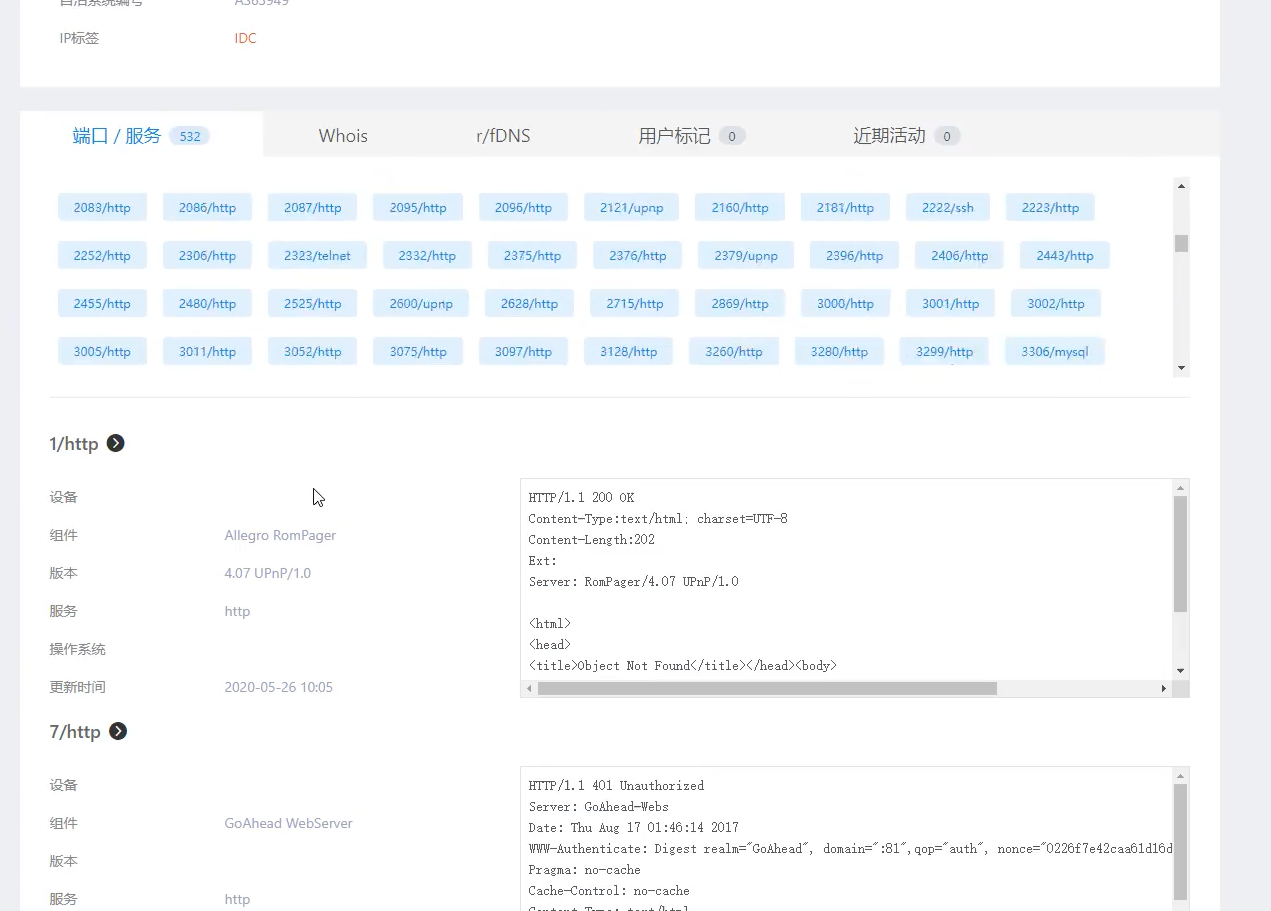 自治系统编号 AS63949
IP标签 IDC
端口 / 服务 532 Whois r/fDNS 用户标记 0 近期活动 0
2083/http 2086/http 2087/http 2095/http 2096/http 2121/upnp 2160/http 2181/http 2222/ssh 2223/http
2252/http 2306/http 2323/telnet 2332/http 2375/http 2376/http 2379/upnp 2396/http 2406/http 2443/http
2455/http 2480/http 2525/http 2600/upnp 2628/http 2715/http 2869/http 3000/http 3001/http 3002/http
3005/http 3011/http 3052/http 3075/http 3097/http 3128/http 3260/http 3280/http 3299/http 3306/mysql
1/http
设备
组件 Allegro RomPager
版本 4.07 UPnP/1.0
服务 http
操作系统
更新时间 2020-05-26 10:05
HTTP/1.1 200 OK
Content-Type:text/html; charset=UTF-8
Content-Length:202
Ext:
Server: RomPager/4.07 UPnP/1.0
<html>
<head>
<title>Object Not Found</title></head><body>
7/http
设备
组件 GoAhead WebServer
版本
服务 http
HTTP/1.1 401 Unauthorized
Server: GoAhead-Webs
Date: Thu Aug 17 01:46:14 2017
WWW-Authenticate: Digest realm="GoAhead", domain=":81",qop="auth", nonce="0226f7e42caa61d16d
Pragma: no-cache
Cache-Control: no-cache
Content-Type: text/html